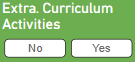 Extra. Curriculum
Activities
No
Yes